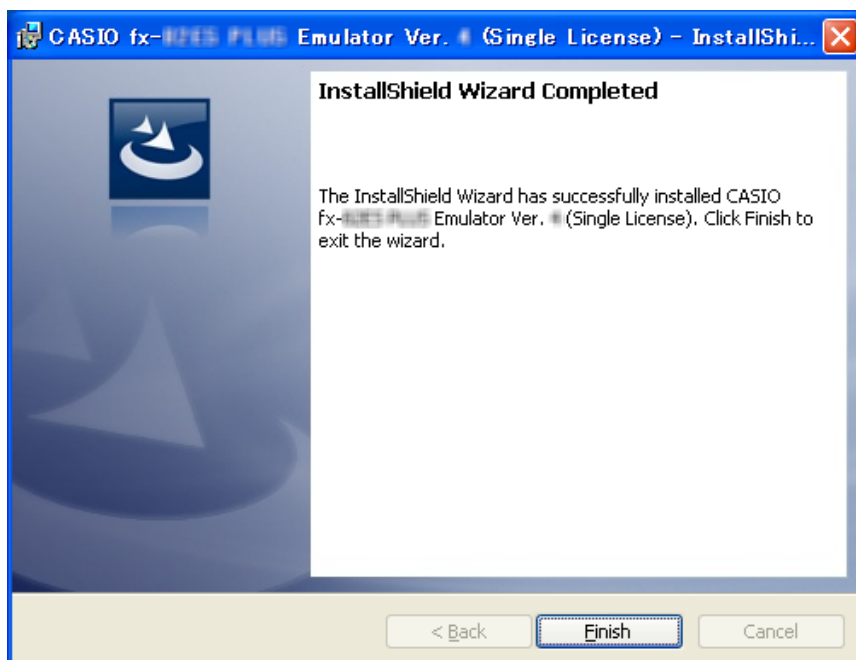 CASIO fx- Emulator Ver. (Single License) - InstallShi...
InstallShield Wizard Completed
The InstallShield Wizard has successfully installed CASIO
fx- Emulator Ver. (Single License). Click Finish to
exit the wizard.
< Back
Finish
Cancel